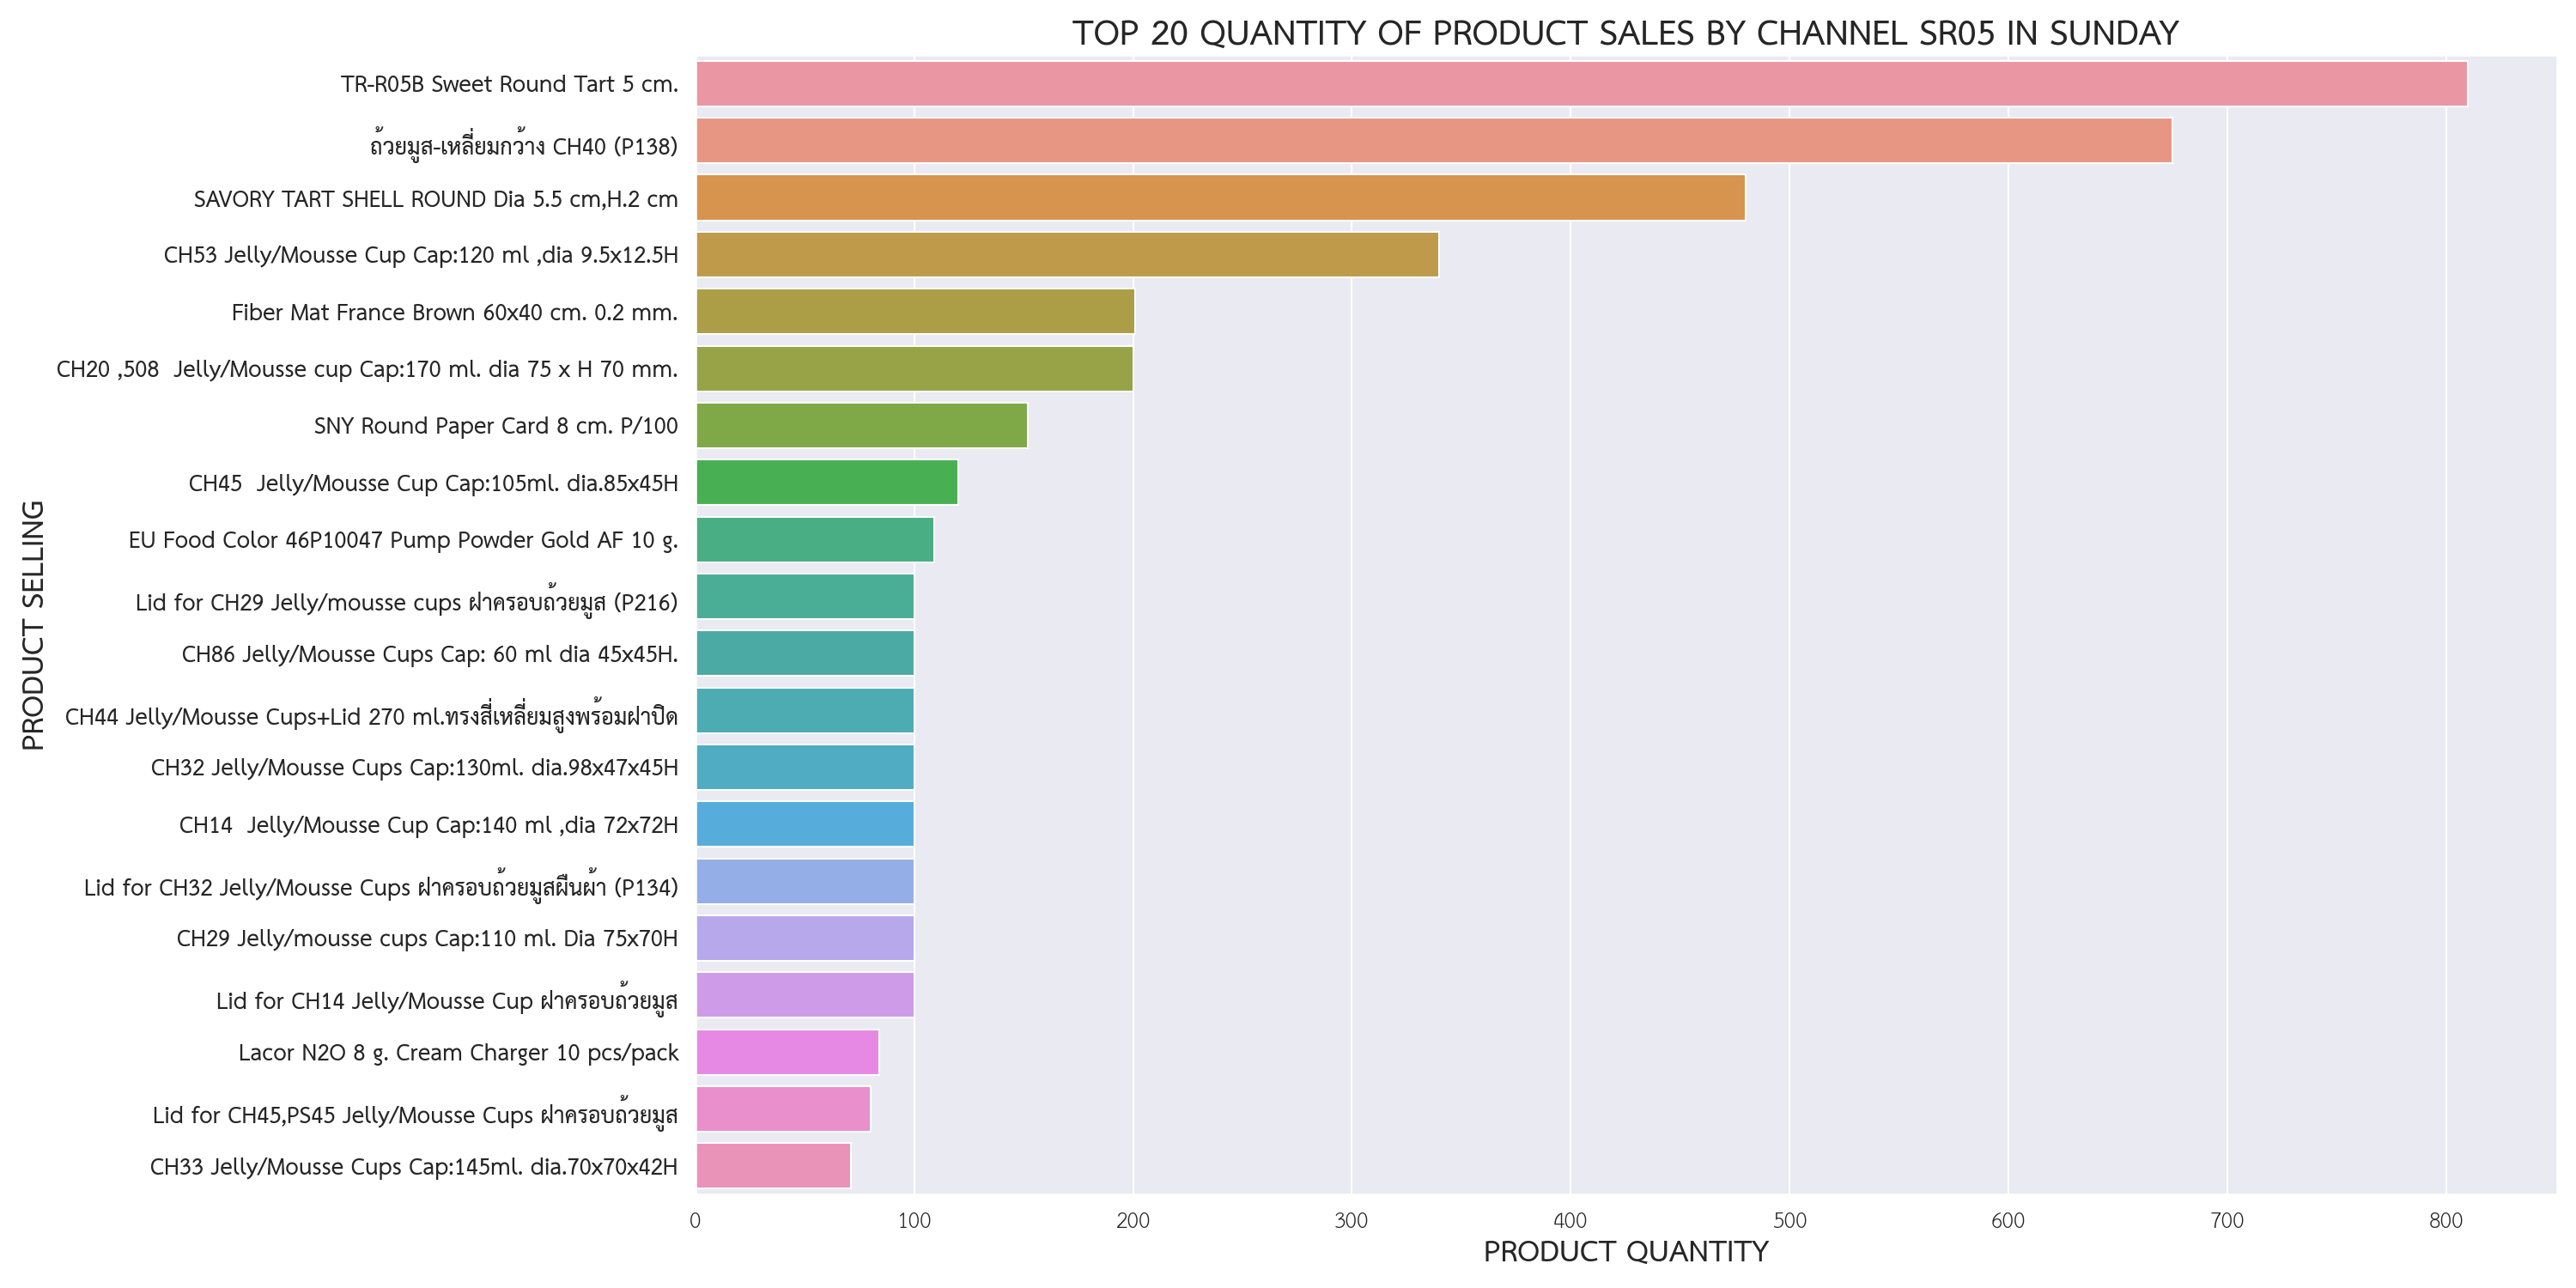 TOP 20 QUANTITY OF PRODUCT SALES BY CHANNEL SR05 IN SUNDAY
PRODUCT SELLING
TR-R05B Sweet Round Tart 5 cm.
ถ้วยมูส-เหลี่ยมกว้าง CH40 (P138)
SAVORY TART SHELL ROUND Dia 5.5 cm,H.2 cm
CH53 Jelly/Mousse Cup Cap:120 ml ,dia 9.5x12.5H
Fiber Mat France Brown 60x40 cm. 0.2 mm.
CH20 ,508  Jelly/Mousse cup Cap:170 ml. dia 75 x H 70 mm.
SNY Round Paper Card 8 cm. P/100
CH45  Jelly/Mousse Cup Cap:105ml. dia.85x45H
EU Food Color 46P10047 Pump Powder Gold AF 10 g.
Lid for CH29 Jelly/mousse cups ฝาครอบถ้วยมูส (P216)
CH86 Jelly/Mousse Cups Cap: 60 ml dia 45x45H.
CH44 Jelly/Mousse Cups+Lid 270 ml.ทรงสี่เหลี่ยมสูงพร้อมฝาปิด
CH32 Jelly/Mousse Cups Cap:130ml. dia.98x47x45H
CH14  Jelly/Mousse Cup Cap:140 ml ,dia 72x72H
Lid for CH32 Jelly/Mousse Cups ฝาครอบถ้วยมูสผืนผ้า (P134)
CH29 Jelly/mousse cups Cap:110 ml. Dia 75x70H
Lid for CH14 Jelly/Mousse Cup ฝาครอบถ้วยมูส
Lacor N2O 8 g. Cream Charger 10 pcs/pack
Lid for CH45,PS45 Jelly/Mousse Cups ฝาครอบถ้วยมูส
CH33 Jelly/Mousse Cups Cap:145ml. dia.70x70x42H
0 100 200 300 400 500 600 700 800
PRODUCT QUANTITY